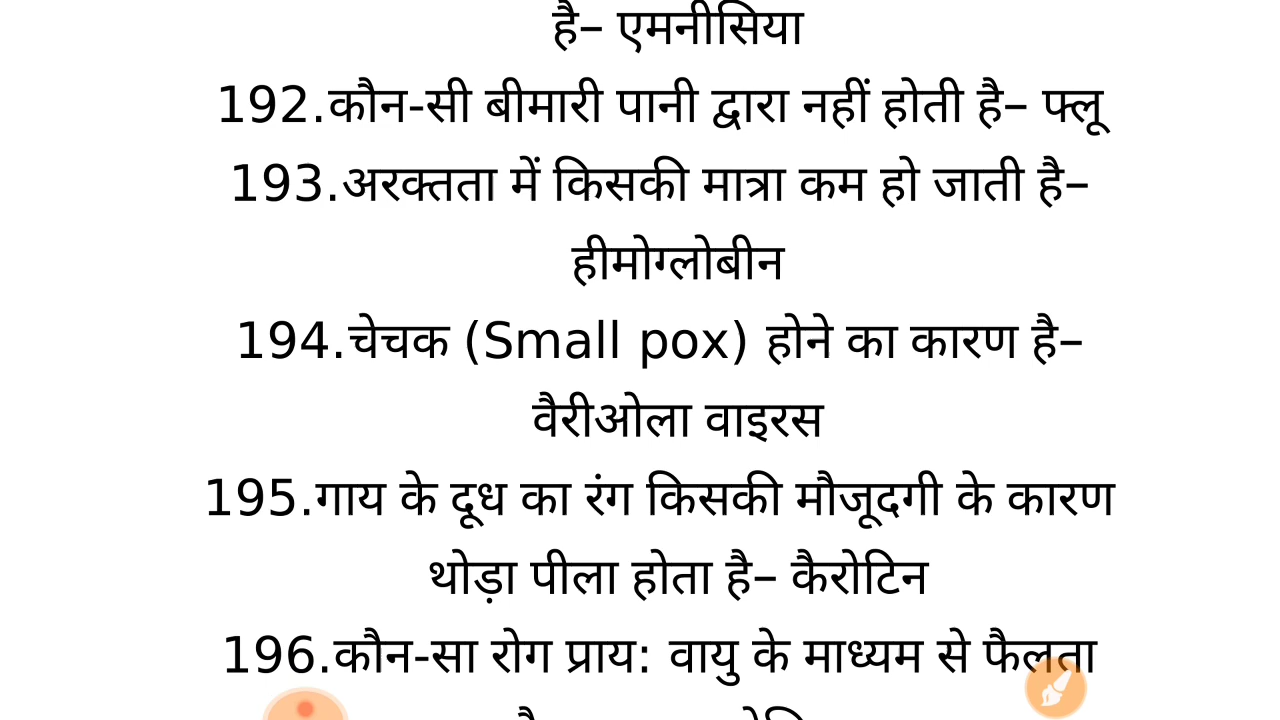 है– एमनीसिया
192.कौन-सी बीमारी पानी द्वारा नहीं होती है– फ्लू
193.अरक्तता में किसकी मात्रा कम हो जाती है–
हीमोग्लोबीन
194.चेचक (Small pox) होने का कारण है–
वैरीओला वाइरस
195.गाय के दूध का रंग किसकी मौजूदगी के कारण
थोड़ा पीला होता है– कैरोटिन
196.कौन-सा रोग प्राय: वायु के माध्यम से फैलता